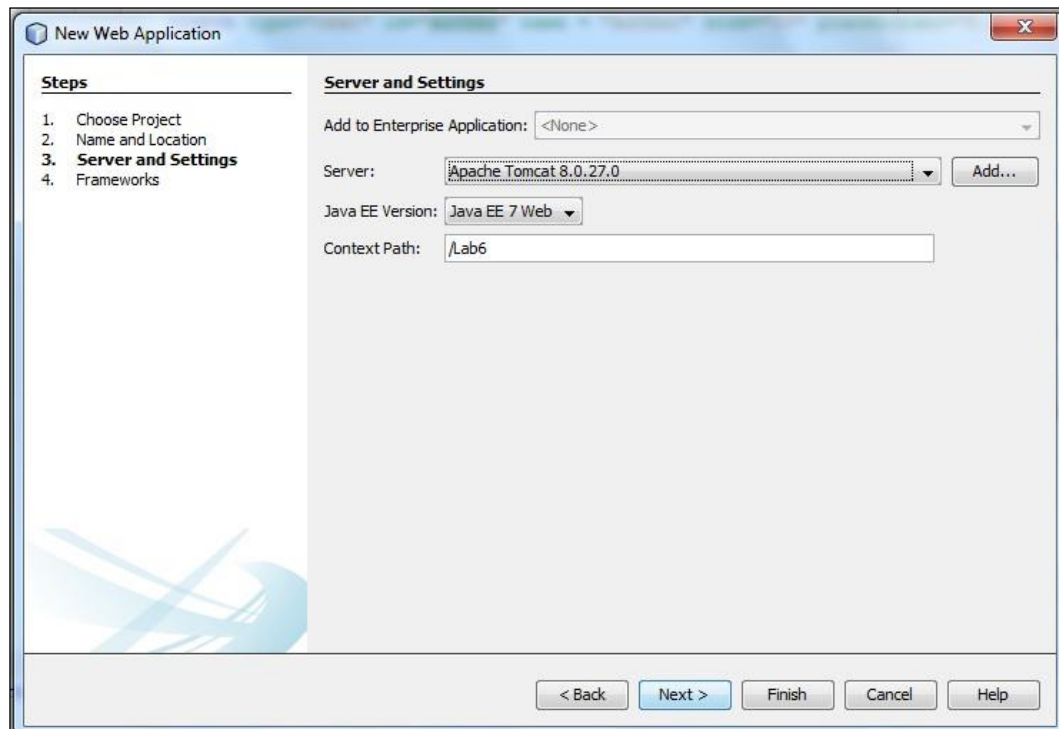 New Web Application
Steps
1. Choose Project
2. Name and Location
3. Server and Settings
4. Frameworks
Server and Settings
Add to Enterprise Application: <None>
Server: Apache Tomcat 8.0.27.0 Add...
Java EE Version: Java EE 7 Web
Context Path: /Lab6
< Back Next > Finish Cancel Help